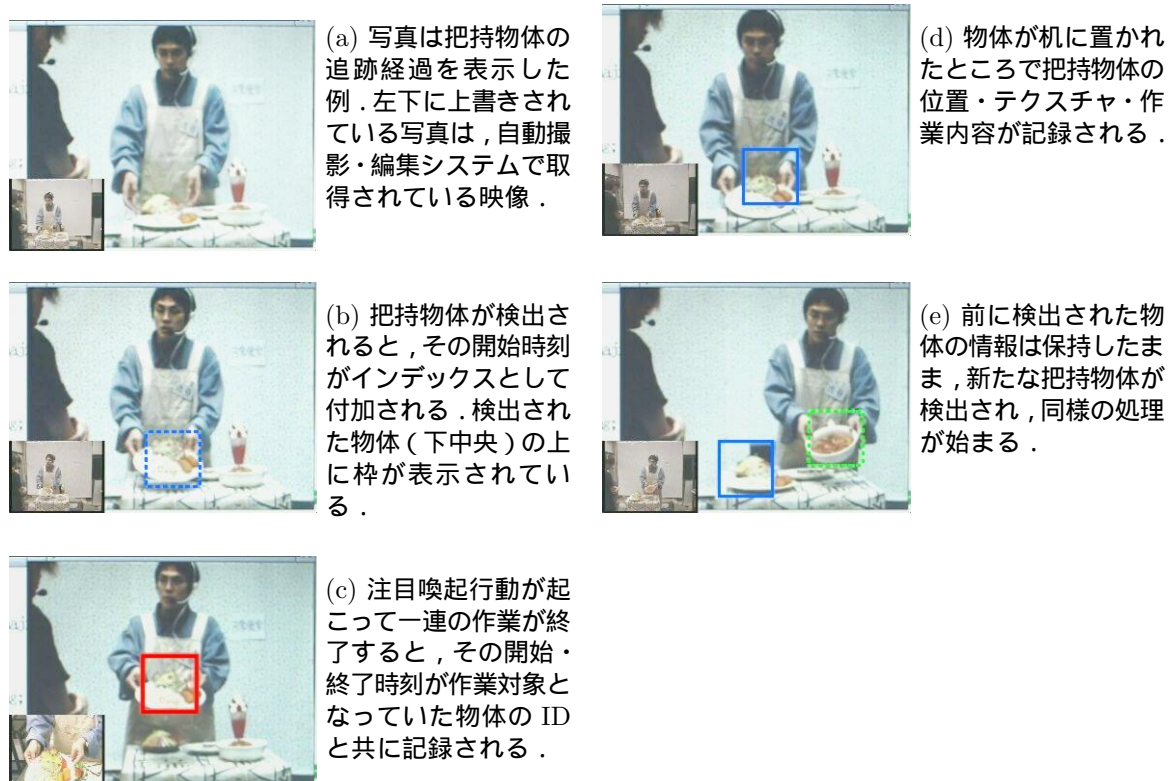 (a) 写真は把持物体の
追跡経過を表示した
例．左下に上書きされ
ている写真は，自動撮
影・編集システムで取
得されている映像．
(b) 把持物体が検出さ
れると，その開始時刻
がインデックスとして
付加される．検出され
た物体（下中央）の上
に枠が表示されてい
る．
(c) 注目喚起行動が起
こって一連の作業が終
了すると，その開始・
終了時刻が作業対象と
なっていた物体の ID
と共に記録される．
(d) 物体が机に置かれ
たところで把持物体の
位置・テクスチャ・作
業内容が記録される．
(e) 前に検出された物
体の情報は保持したま
ま，新たな把持物体が
検出され，同様の処理
が始まる．